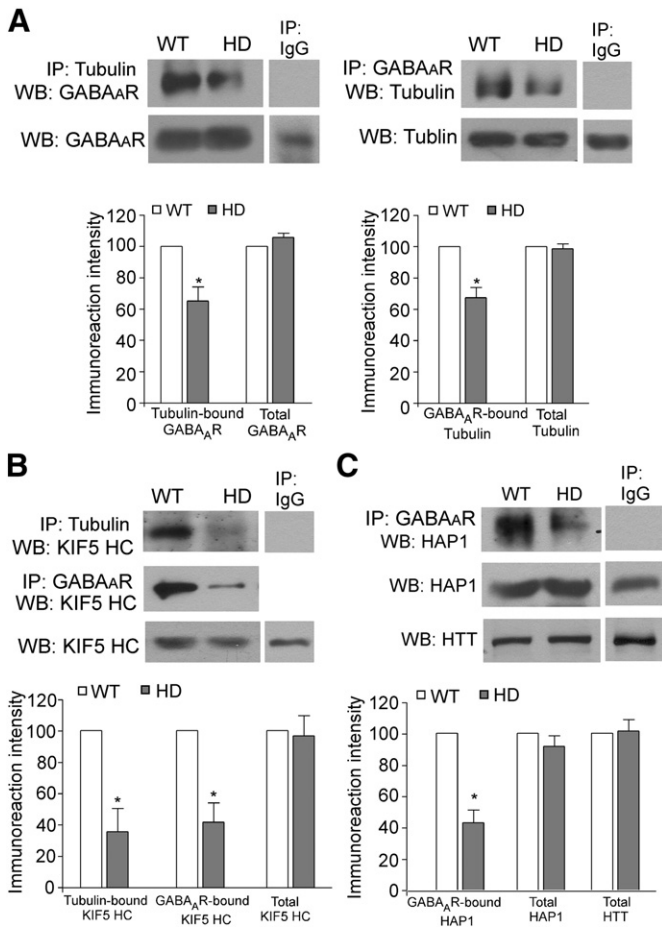 A
WT HD IP: IgG
IP: Tubulin
WB: GABAAR
WB: GABAAR
Immunoreaction intensity
120
100
80
60
40
20
0
WT HD
*
Tubulin-bound GABAAR
Total GABAAR
WT HD IP: IgG
IP: GABAAR
WB: Tubulin
WB: Tublin
Immunoreaction intensity
120
100
80
60
40
20
0
WT HD
*
GABAAR-bound Tubulin
Total Tubulin
B
WT HD IP: IgG
IP: Tubulin
WB: KIF5 HC
IP: GABAAR
WB: KIF5 HC
WB: KIF5 HC
Immunoreaction intensity
120
100
80
60
40
20
0
WT HD
* *
Tubulin-bound KIF5 HC
GABAAR-bound KIF5 HC
Total KIF5 HC
C
WT HD IP: IgG
IP: GABAAR
WB: HAP1
WB: HAP1
WB: HTT
Immunoreaction intensity
120
100
80
60
40
20
0
WT HD
*
GABAAR-bound HAP1
Total HAP1
Total HTT